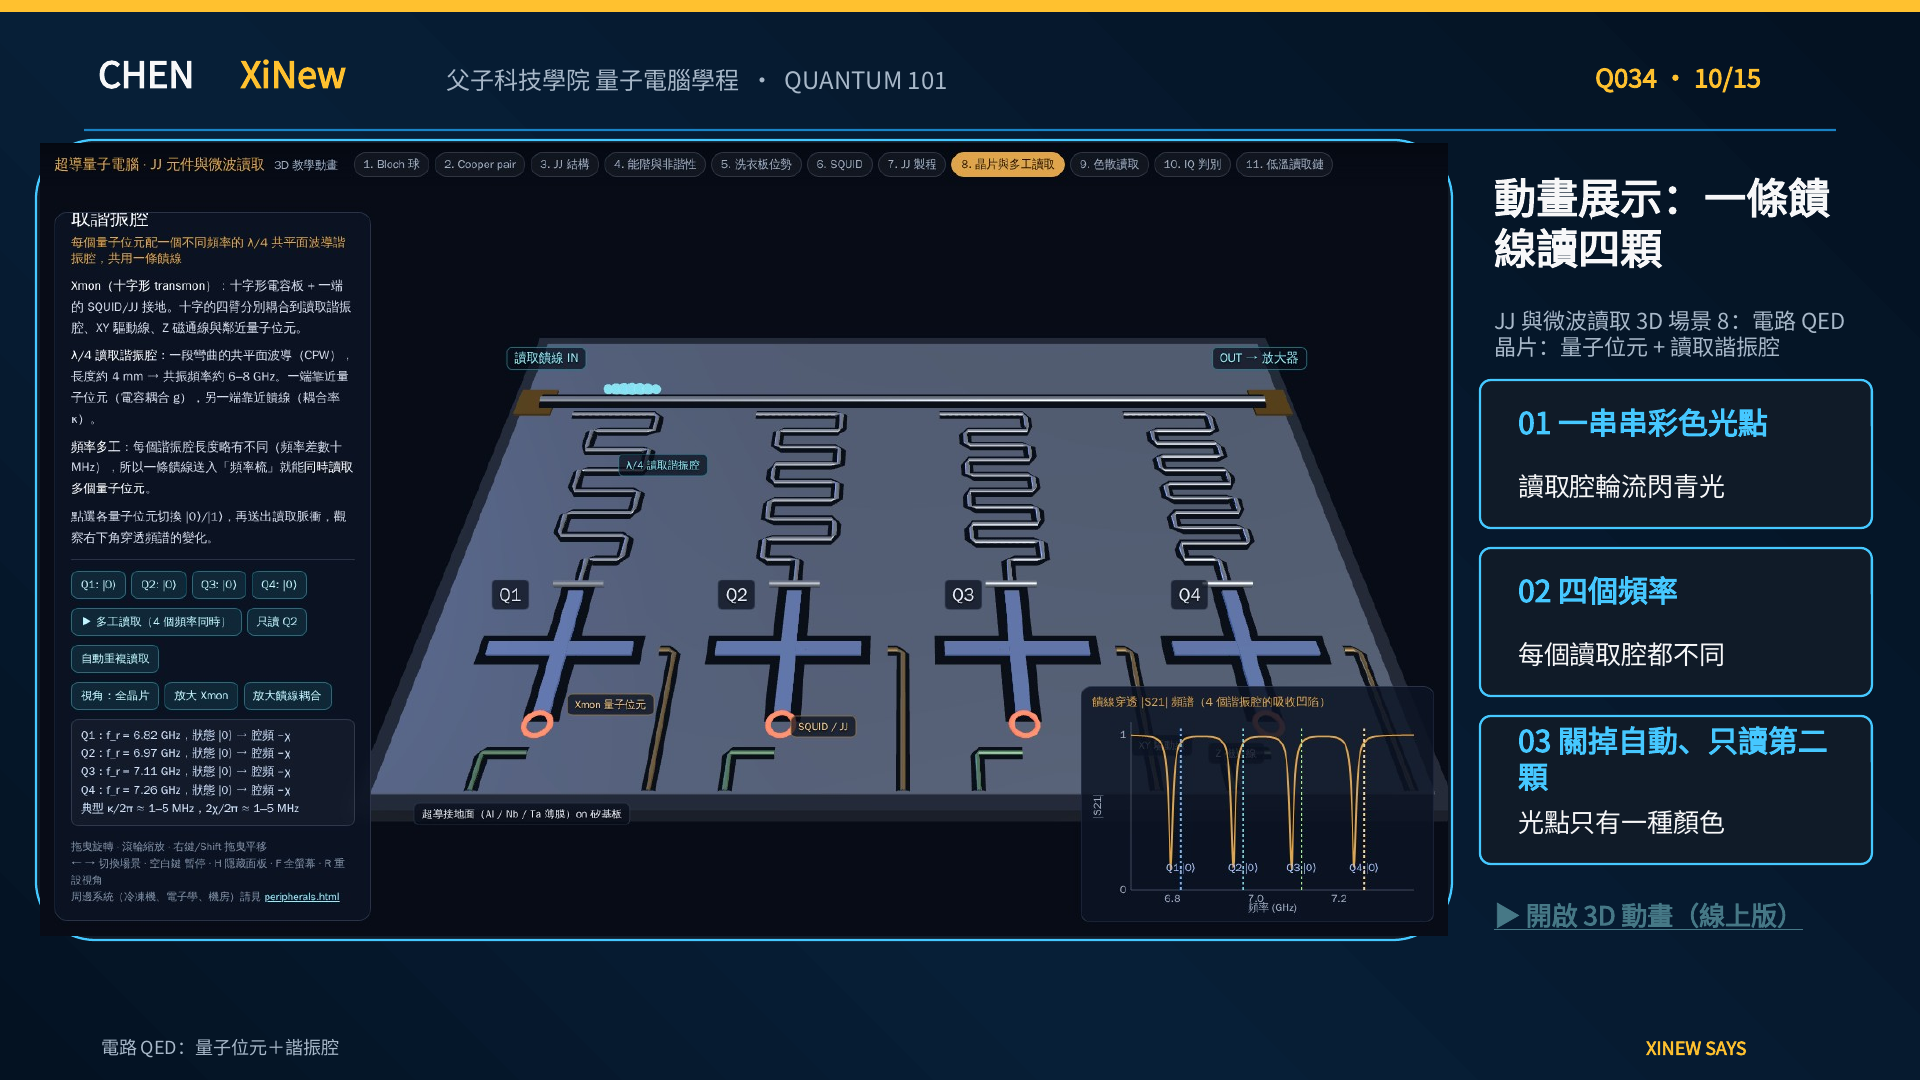 CHEN XiNew
父子科技學院 量子電腦學程 · QUANTUM 101
Q034 · 10/15
超導量子電腦 · JJ 元件與微波讀取 3D 教學動畫
1. Bloch 球
2. Cooper pair
3. JJ 結構
4. 能階與非諧性
5. 洗衣板位勢
6. SQUID
7. JJ 製程
8. 晶片與多工讀取
9. 色散讀取
10. IQ 判別
11. 低溫讀取鏈
取諧振腔
每個量子位元配一個不同頻率的 λ/4 共平面波導諧
振腔，共用一條饋線
Xmon（十字形 transmon）：十字形電容板 + 一端
的 SQUID/JJ 接地。十字的四臂分別耦合到讀取諧振
腔、XY 驅動線、Z 磁通線與鄰近量子位元。
λ/4 讀取諧振腔：一段彎曲的共平面波導（CPW），
長度約 4 mm → 共振頻率約 6–8 GHz。一端靠近量
子位元（電容耦合 g），另一端靠近饋線（耦合率
κ）。
頻率多工：每個諧振腔長度略有不同（頻率差數十
MHz），所以一條饋線送入「頻率梳」就能同時讀取
多個量子位元。
點選各量子位元切換 |0⟩/|1⟩，再送出讀取脈衝，觀
察右下角穿透頻譜的變化。
Q1: |0⟩
Q2: |0⟩
Q3: |0⟩
Q4: |0⟩
▶ 多工讀取（4 個頻率同時）
只讀 Q2
自動重複讀取
視角：全晶片
放大 Xmon
放大饋線耦合
Q1：f_r = 6.82 GHz，狀態 |0⟩ → 腔頻 −χ
Q2：f_r = 6.97 GHz，狀態 |0⟩ → 腔頻 −χ
Q3：f_r = 7.11 GHz，狀態 |0⟩ → 腔頻 −χ
Q4：f_r = 7.26 GHz，狀態 |0⟩ → 腔頻 −χ
典型 κ/2π ≈ 1–5 MHz，2χ/2π ≈ 1–5 MHz
拖曳旋轉 · 滾輪縮放 · 右鍵/Shift 拖曳平移
← → 切換場景 · 空白鍵 暫停 · H 隱藏面板 · F 全螢幕 · R 重
設視角
周邊系統（冷凍機、電子學、機房）請見 peripherals.html
讀取饋線 IN
OUT → 放大器
λ/4 讀取諧振腔
Q1
Q2
Q3
Q4
Xmon 量子位元
SQUID / JJ
超導接地面（Al / Nb / Ta 薄膜）on 矽基板
饋線穿透 |S21| 頻譜（4 個諧振腔的吸收凹陷）
1
|S21|
0
Q1|0⟩
Q2|0⟩
Q3|0⟩
Q4|0⟩
6.8
7.0
7.2
頻率 (GHz)
動畫展示：一條饋
線讀四顆
JJ 與微波讀取 3D 場景 8：電路 QED
晶片：量子位元 + 讀取諧振腔
01 一串串彩色光點
讀取腔輪流閃青光
02 四個頻率
每個讀取腔都不同
03 關掉自動、只讀第二
顆
光點只有一種顏色
▶ 開啟 3D 動畫（線上版）
電路 QED：量子位元＋諧振腔
XINEW SAYS